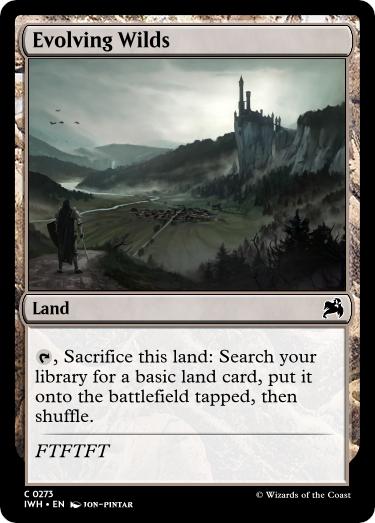 Evolving Wilds
Land
, Sacrifice this land: Search your
library for a basic land card, put it
onto the battlefield tapped, then
shuffle.
FTFTFT
C 0273
IWH • EN JON-PINTAR
© Wizards of the Coast